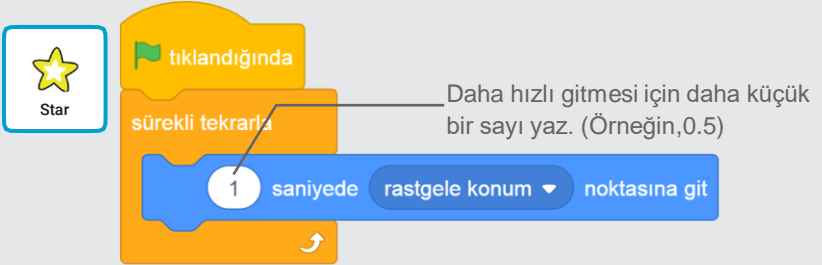 tıklandığında
Star
sürekli tekrarla
Daha hızlı gitmesi için daha küçük
bir sayı yaz. (Örneğin,0.5)
1 saniyede rastgele konum noktasına git